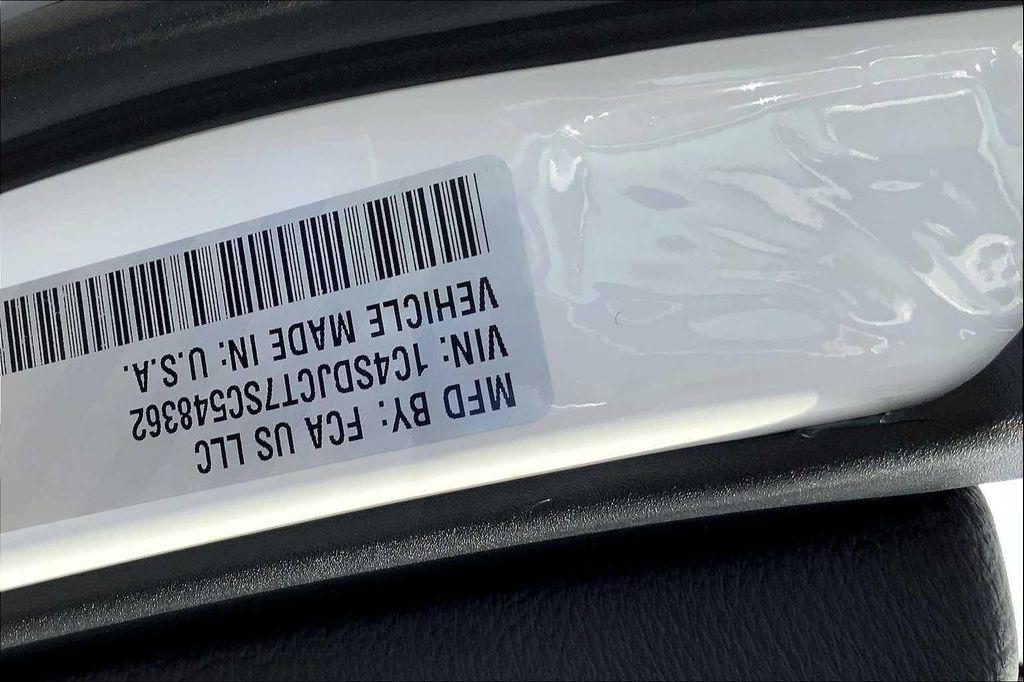 MFD BY: FCA US LLC
VIN: 1C4SDJCT7SC548362
VEHICLE MADE IN: U.S.A.